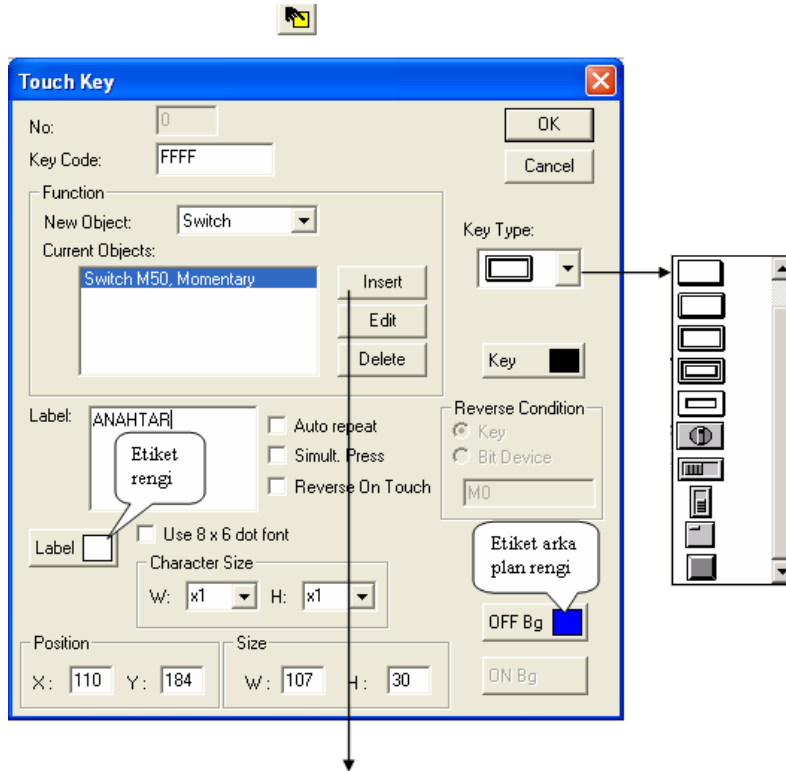 Touch Key
No: 0
OK
Key Code: FFFF
Cancel
Function
New Object: Switch
Key Type:
Current Objects:
Switch M50, Momentary
Insert
Edit
Delete
Key
Label: ANAHTAR
Auto repeat
Simult. Press
Reverse On Touch
Reverse Condition
Key
Bit Device
M0
Etiket
rengi
Label
Use 8 x 6 dot font
Character Size
W: x1 H: x1
Etiket arka
plan rengi
OFF Bg
ON Bg
Position
X: 110 Y: 184
Size
W: 107 H: 30